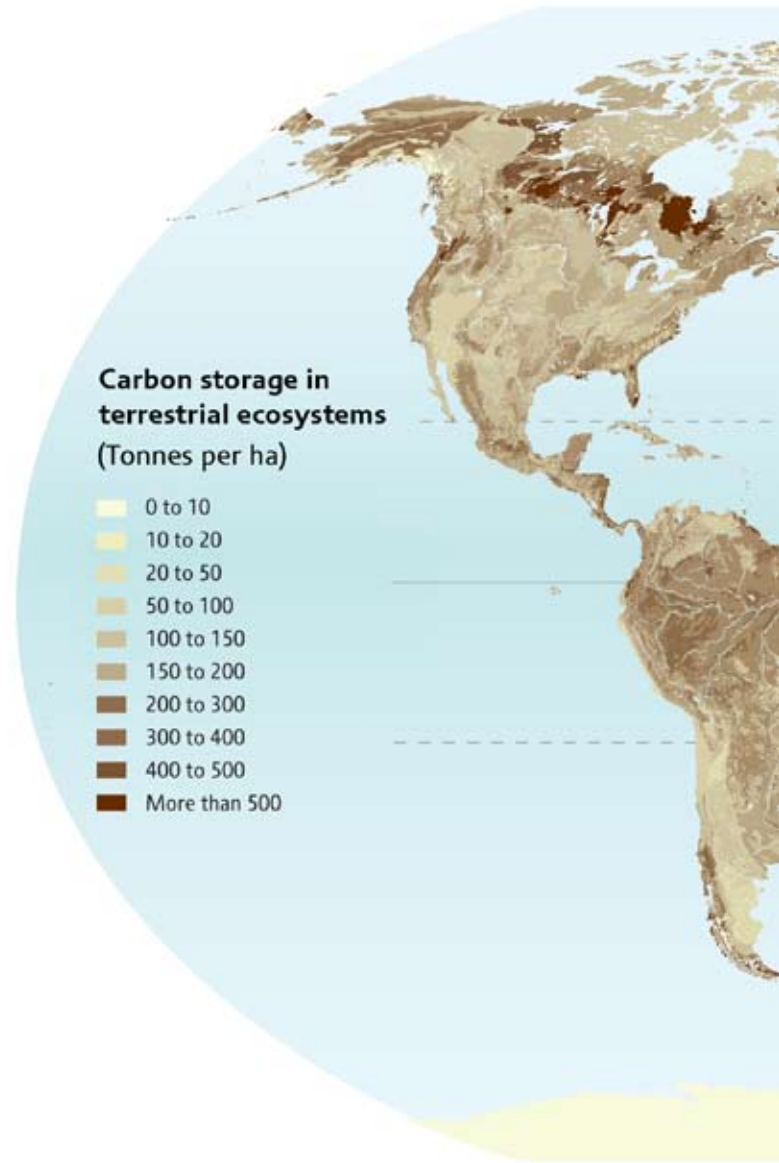 Carbon storage in
terrestrial ecosystems
(Tonnes per ha)
0 to 10
10 to 20
20 to 50
50 to 100
100 to 150
150 to 200
200 to 300
300 to 400
400 to 500
More than 500